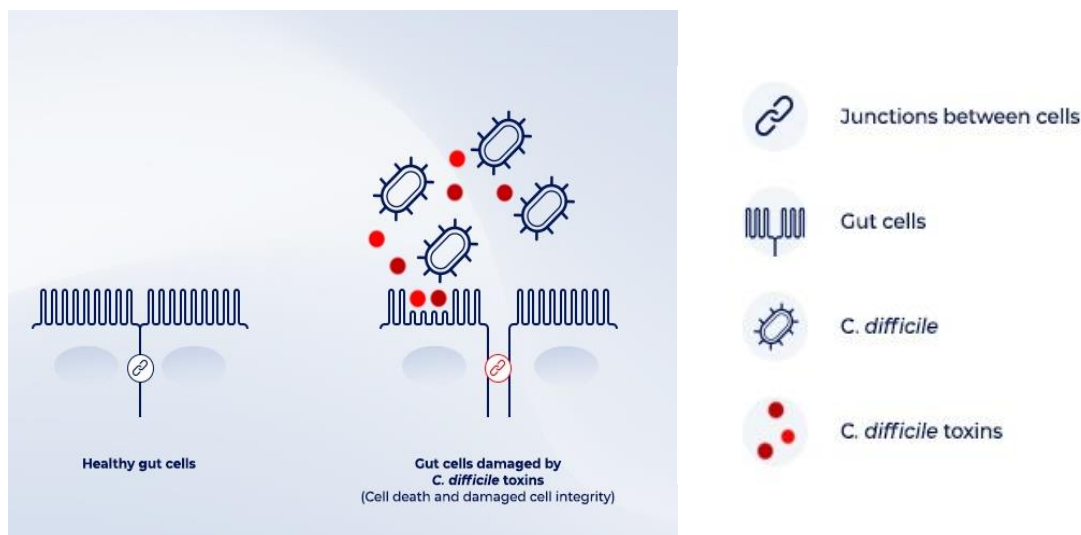 Healthy gut cells
Gut cells damaged by
C. difficile toxins
(Cell death and damaged cell integrity)
Junctions between cells
Gut cells
C. difficile
C. difficile toxins